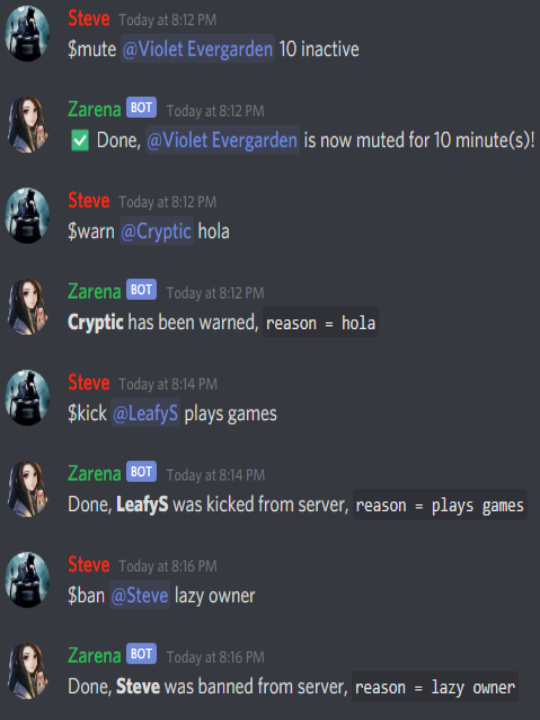 Steve Today at 8:12 PM
$mute @Violet Evergarden 10 inactive
Zarena BOT Today at 8:12 PM
✅ Done, @Violet Evergarden is now muted for 10 minute(s)!
Steve Today at 8:12 PM
$warn @Cryptic hola
Zarena BOT Today at 8:12 PM
Cryptic has been warned, reason = hola
Steve Today at 8:14 PM
$kick @LeafyS plays games
Zarena BOT Today at 8:14 PM
Done, LeafyS was kicked from server, reason = plays games
Steve Today at 8:16 PM
$ban @Steve lazy owner
Zarena BOT Today at 8:16 PM
Done, Steve was banned from server, reason = lazy owner